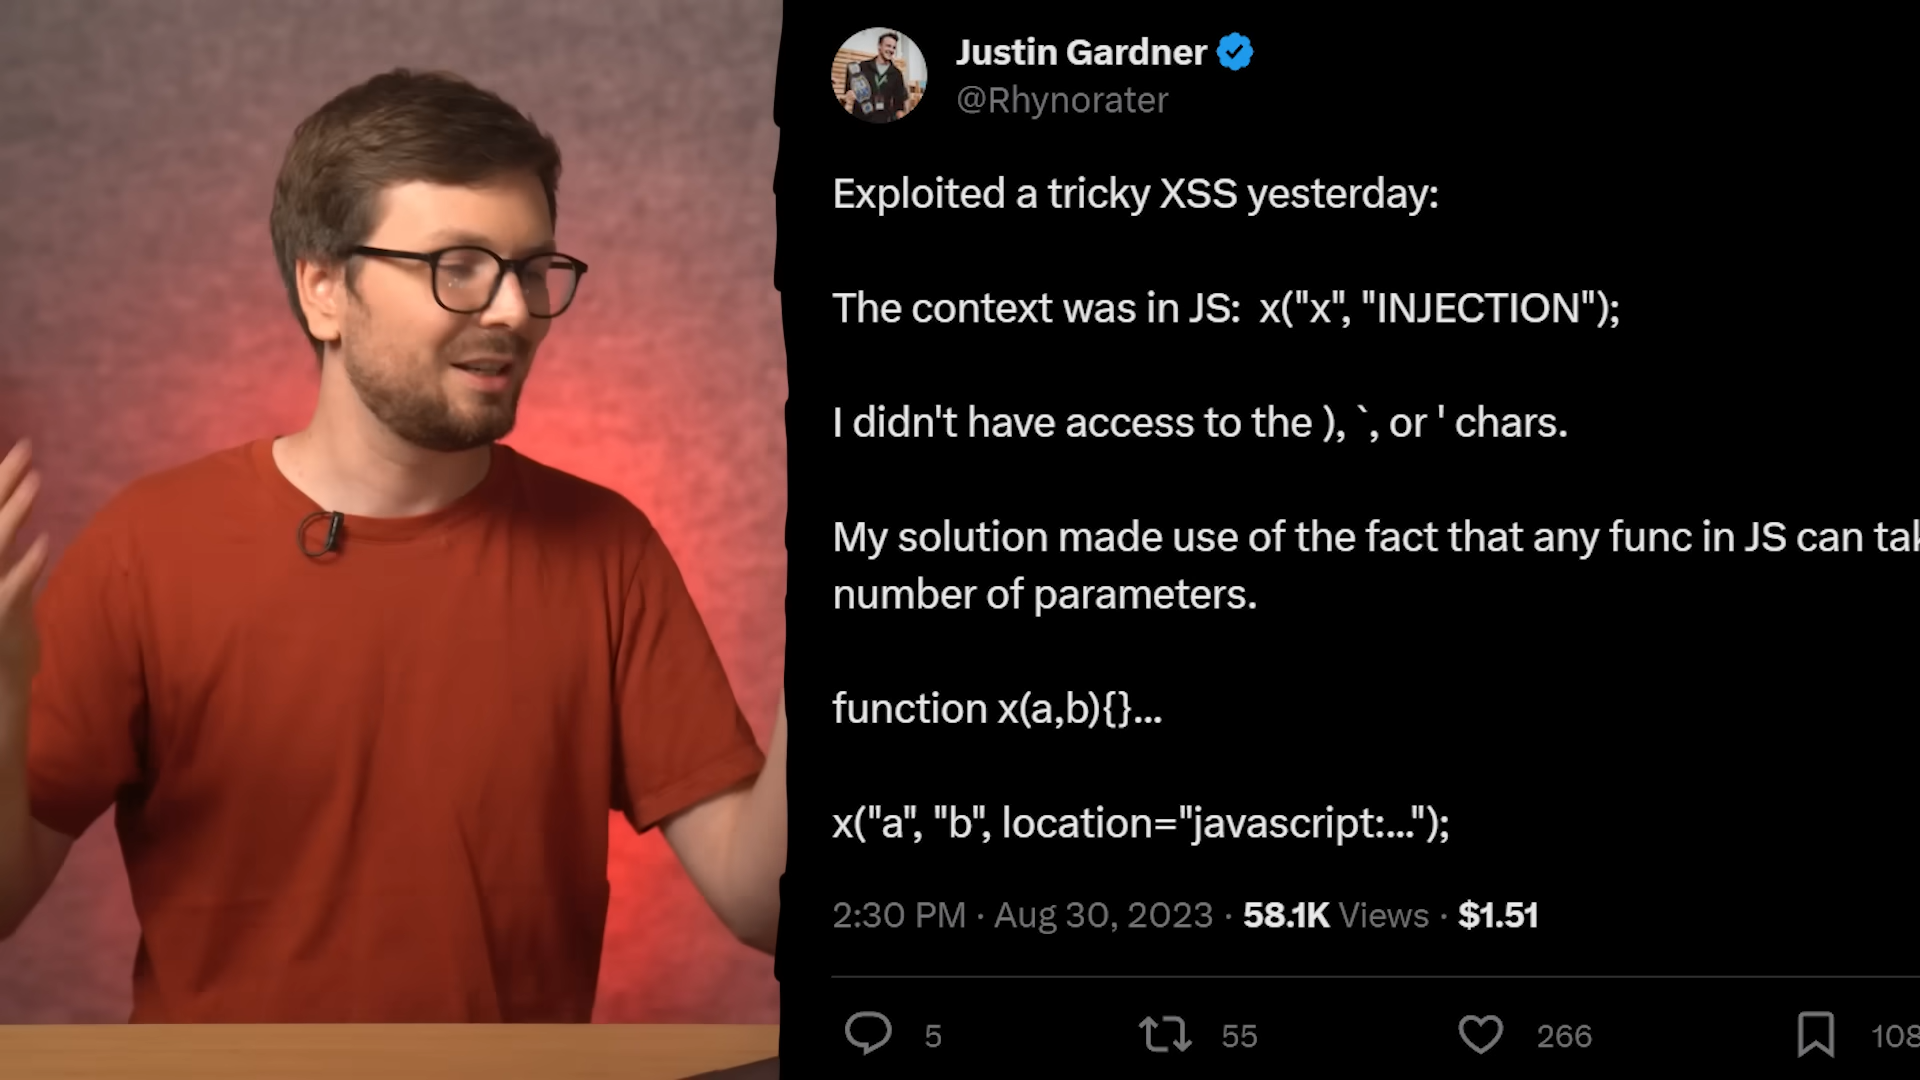 Justin Gardner
@Rhynorater
Exploited a tricky XSS yesterday:
The context was in JS:  x("x", "INJECTION");
I didn't have access to the ), `, or ' chars.
My solution made use of the fact that any func in JS can
number of parameters.
function x(a,b){}...
x("a", "b", location="javascript:...");
2:30 PM · Aug 30, 2023 · 58.1K Views · $1.51
5 55 266 108